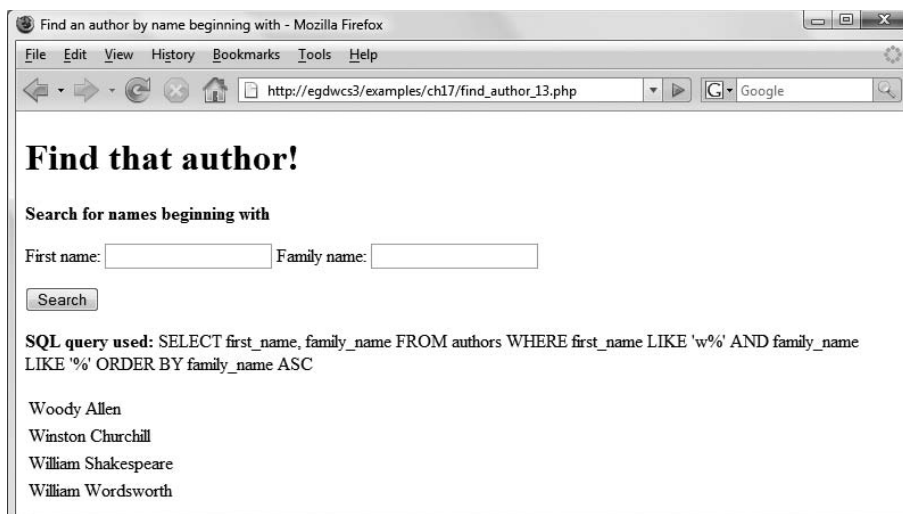 Find an author by name beginning with - Mozilla Firefox
File Edit View History Bookmarks Tools Help
http://egdwcs3/examples/ch17/find_author_13.php G Google
Find that author!
Search for names beginning with
First name: Family name:
Search
SQL query used: SELECT first_name, family_name FROM authors WHERE first_name LIKE 'w%' AND family_name
LIKE '%' ORDER BY family_name ASC
Woody Allen
Winston Churchill
William Shakespeare
William Wordsworth